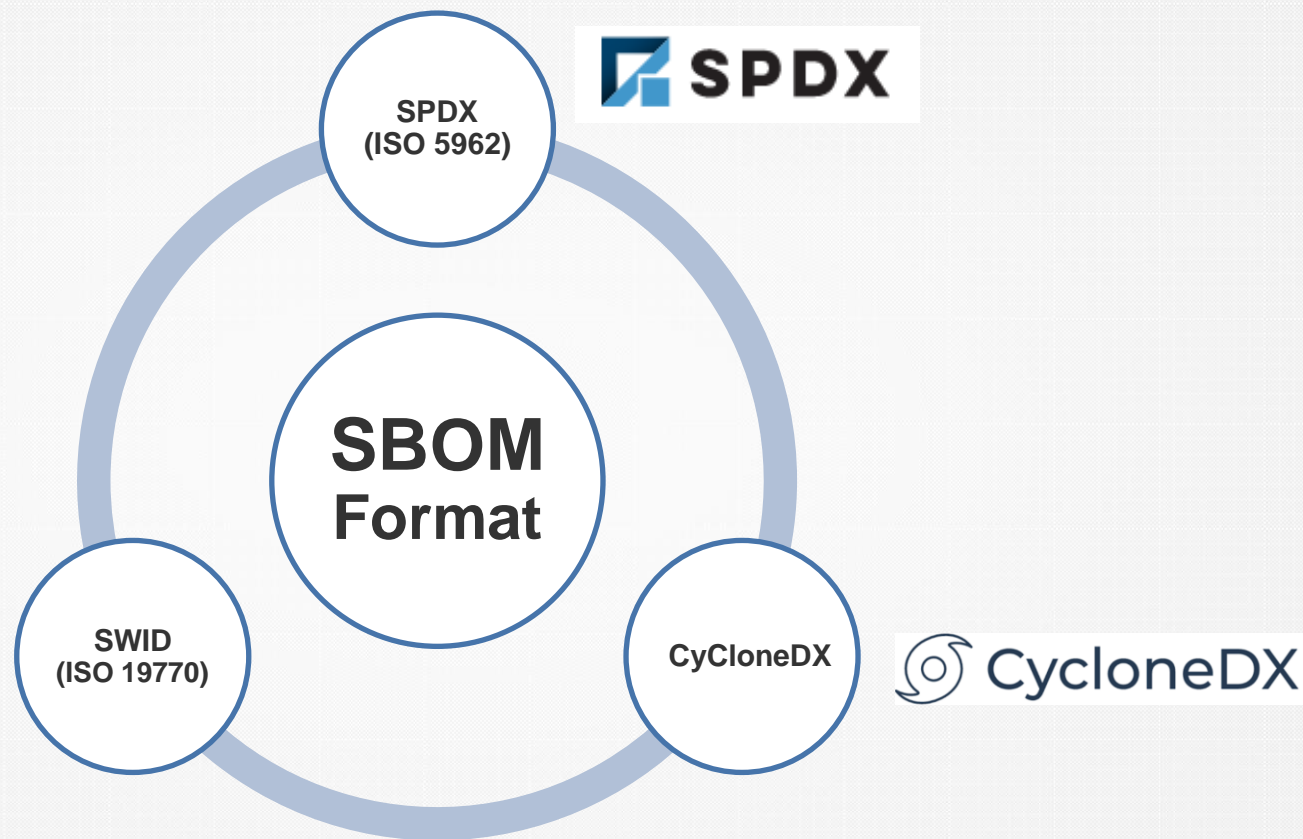 SPDX
(ISO 5962)
SPDX
SBOM
Format
SWID
(ISO 19770)
CyCloneDX
CycloneDX